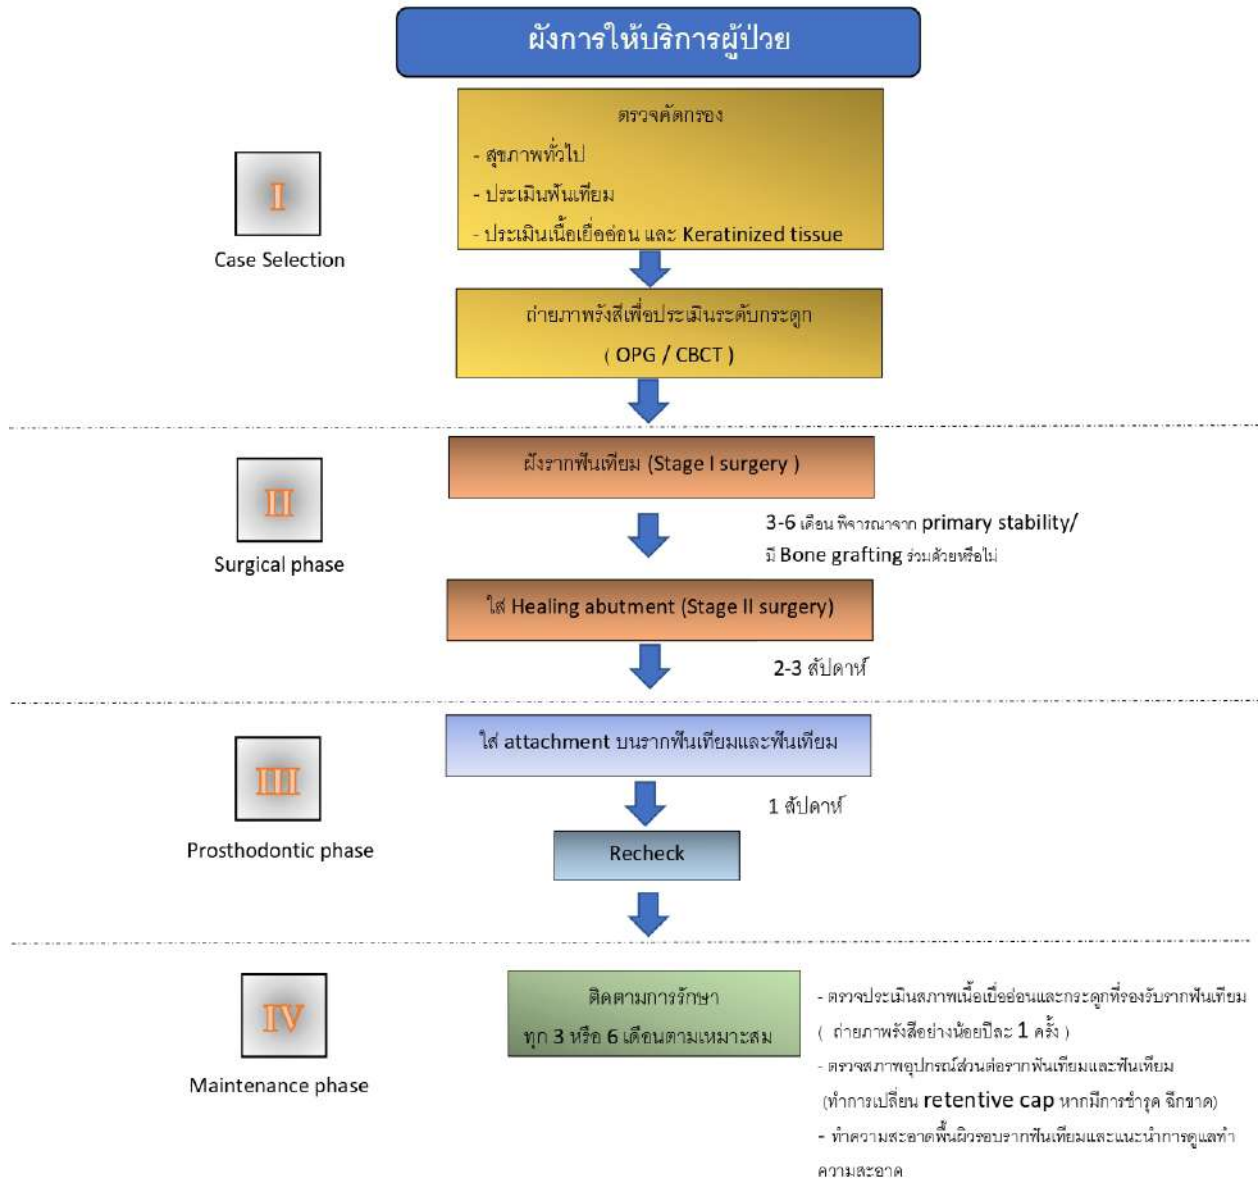 ผังการให้บริการผู้ป่วย
ตรวจคัดกรอง
- สุขภาพทั่วไป
- ประเมินฟันเทียม
- ประเมินเนื้อเยื่ออ่อน และ Keratinized tissue
I
Case Selection
ถ่ายภาพรังสีเพื่อประเมินระดับกระดูก
( OPG / CBCT )
ฝังรากฟันเทียม (Stage I surgery )
II
Surgical phase
3-6 เดือน พิจารณาจาก primary stability/
มี Bone grafting ร่วมด้วยหรือไม่
ใส่ Healing abutment (Stage II surgery)
2-3 สัปดาห์
ใส่ attachment บนรากฟันเทียมและฟันเทียม
III
Prosthodontic phase
1 สัปดาห์
Recheck
IV
Maintenance phase
ติดตามการรักษา
ทุก 3 หรือ 6 เดือนตามเหมาะสม
- ตรวจประเมินสภาพเนื้อเยื่ออ่อนและกระดูกที่รองรับรากฟันเทียม
( ถ่ายภาพรังสีอย่างน้อยปีละ 1 ครั้ง )
- ตรวจสภาพอุปกรณ์ส่วนต่อรากฟันเทียมและฟันเทียม
(ทำการเปลี่ยน retentive cap หากมีการชำรุด ฉีกขาด)
- ทำความสะอาดพื้นผิวรอบรากฟันเทียมและแนะนำการดูแลทำ
ความสะอาด